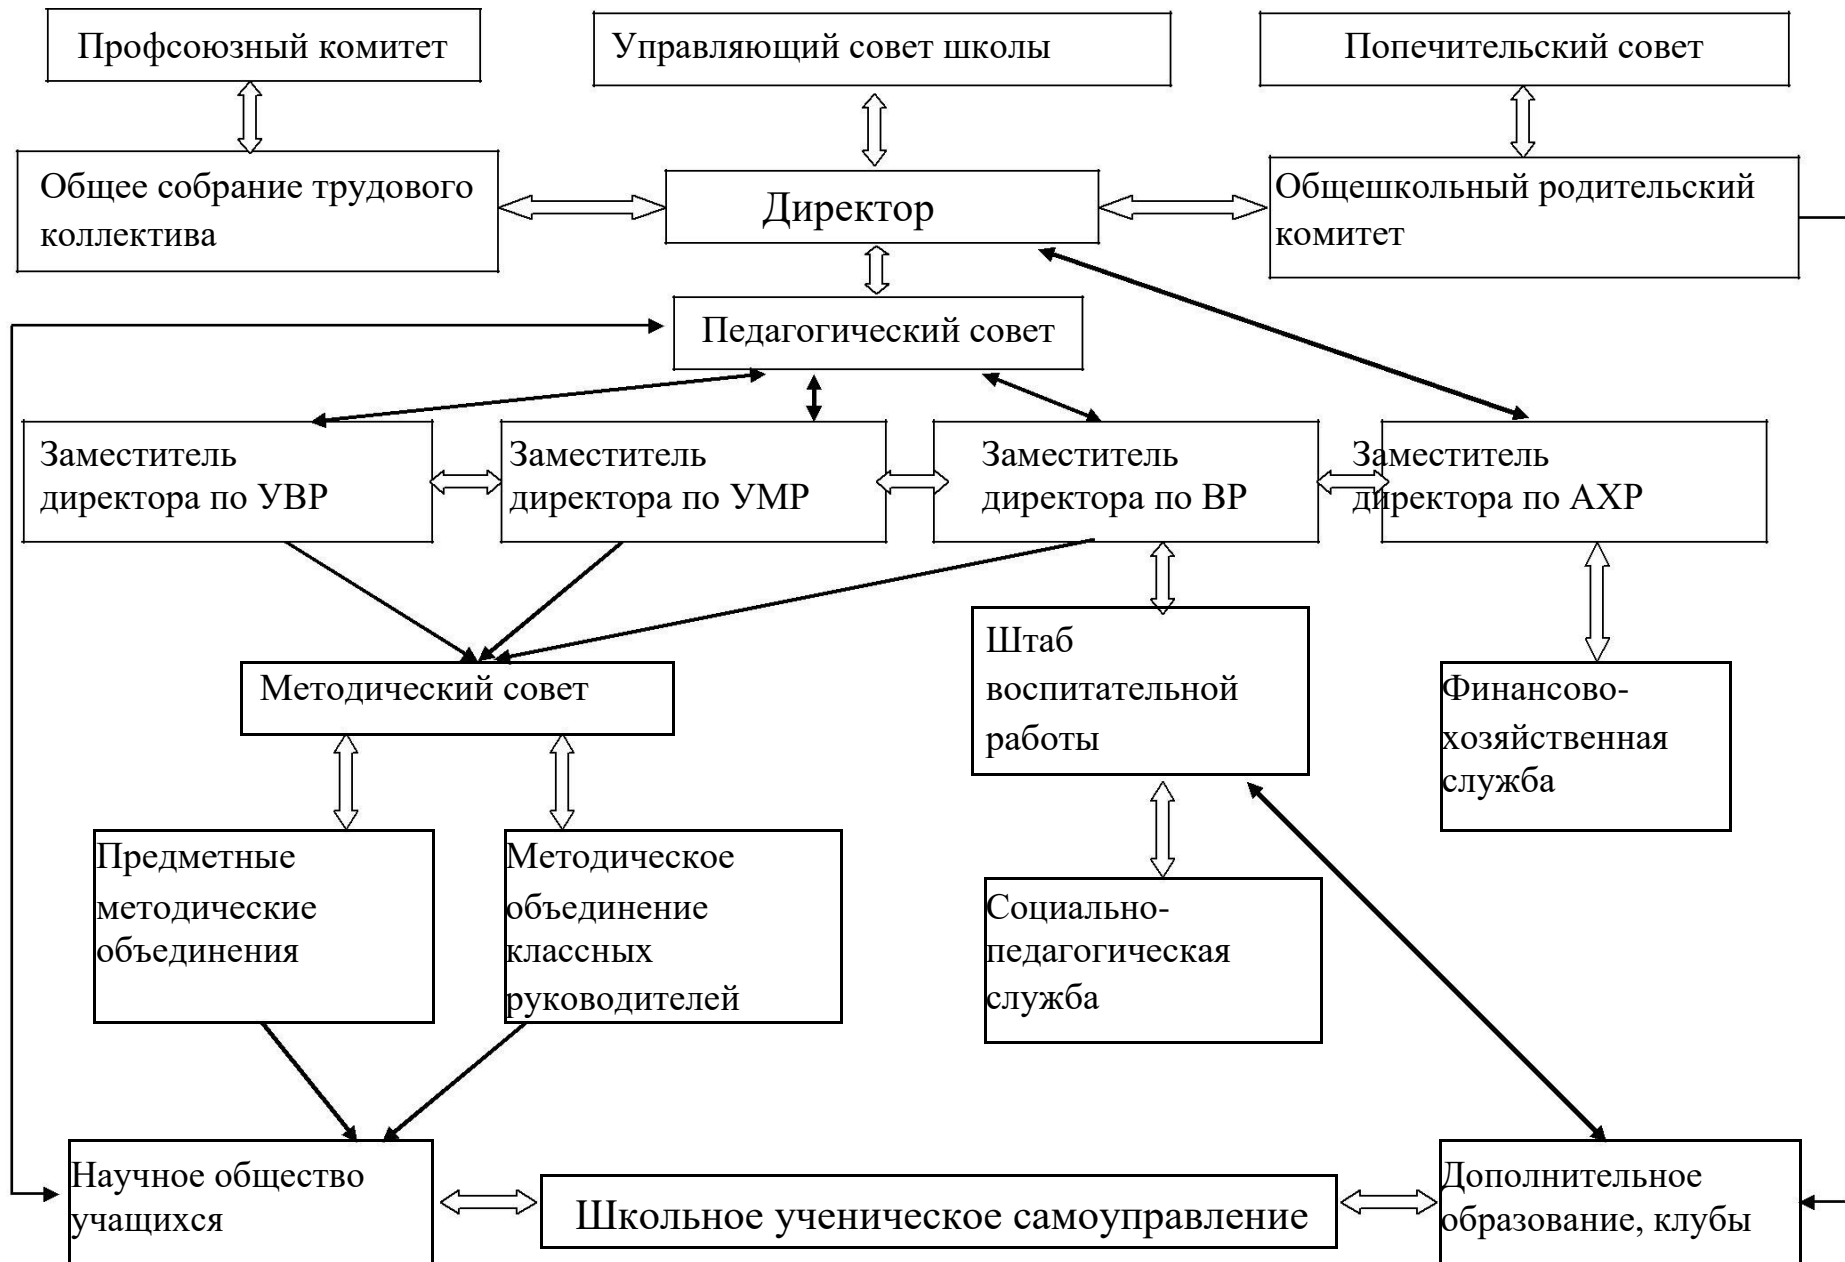 Профсоюзный комитет
Управляющий совет школы
Попечительский совет
Общее собрание трудового
коллектива
Директор
Общешкольный родительский
комитет
Педагогический совет
Заместитель
директора по УВР
Заместитель
директора по УМР
Заместитель
директора по ВР
Заместитель
директора по АХР
Методический совет
Штаб
воспитательной
работы
Финансово-
хозяйственная
служба
Предметные
методические
объединения
Методическое
объединение
классных
руководителей
Социально-
педагогическая
служба
Научное общество
учащихся
Школьное ученическое самоуправление
Дополнительное
образование, клубы